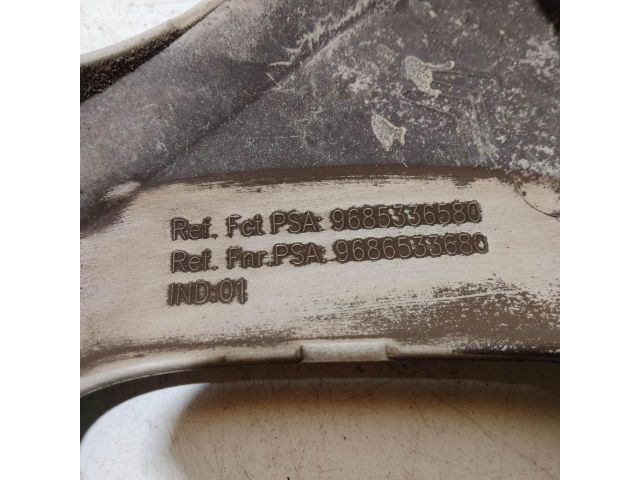 Ref. Fct PSA: 9685336580
Ref. Fnr.PSA: 9686533680
IND:01